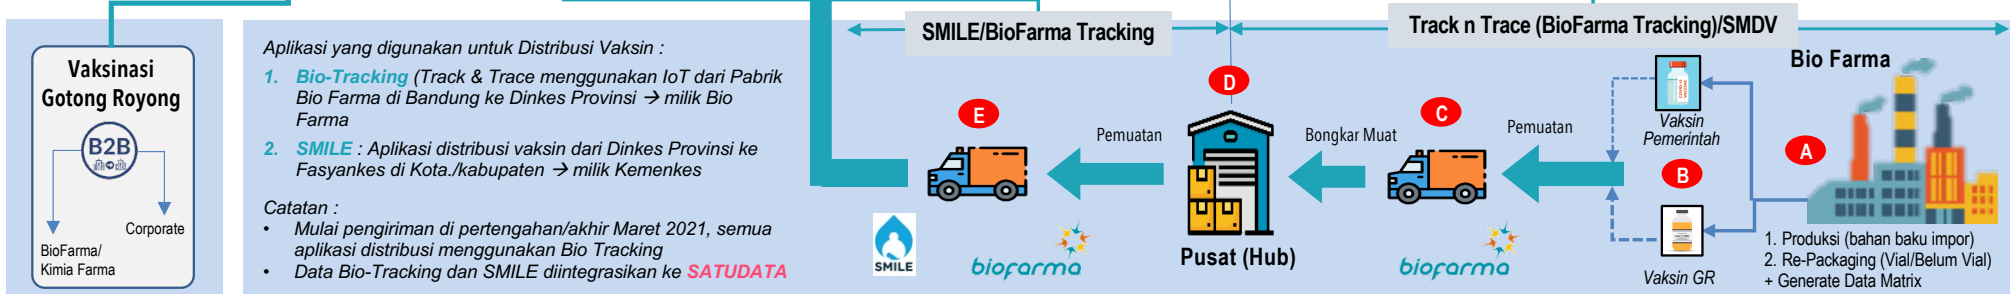 Vaksinasi
Gotong Royong
B2B
Corporate
BioFarma/
Kimia Farma
Aplikasi yang digunakan untuk Distribusi Vaksin :
1. Bio-Tracking (Track & Trace menggunakan IoT dari Pabrik
Bio Farma di Bandung ke Dinkes Provinsi → milik Bio
Farma
2. SMILE : Aplikasi distribusi vaksin dari Dinkes Provinsi ke
Fasyankes di Kota./kabupaten → milik Kemenkes
Catatan :
• Mulai pengiriman di pertengahan/akhir Maret 2021, semua
aplikasi distribusi menggunakan Bio Tracking
• Data Bio-Tracking dan SMILE diintegrasikan ke SATUDATA
SMILE/BioFarma Tracking
Track n Trace (BioFarma Tracking)/SMDV
E
Pemuatan
D
Bongkar Muat
C
Pemuatan
Vaksin
Pemerintah
B
A
Bio Farma
SMILE
biofarma
Pusat (Hub)
biofarma
Vaksin GR
1. Produksi (bahan baku impor)
2. Re-Packaging (Vial/Belum Vial)
+ Generate Data Matrix